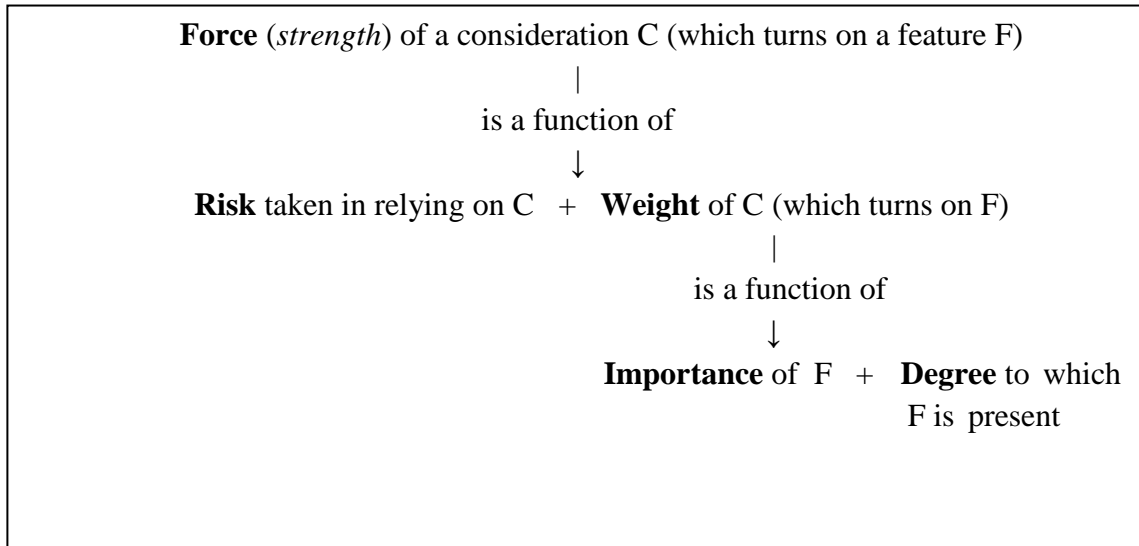 Force (strength) of a consideration C (which turns on a feature F)
|
is a function of
↓
Risk taken in relying on C + Weight of C (which turns on F)
|
is a function of
↓
Importance of F + Degree to which
F is present